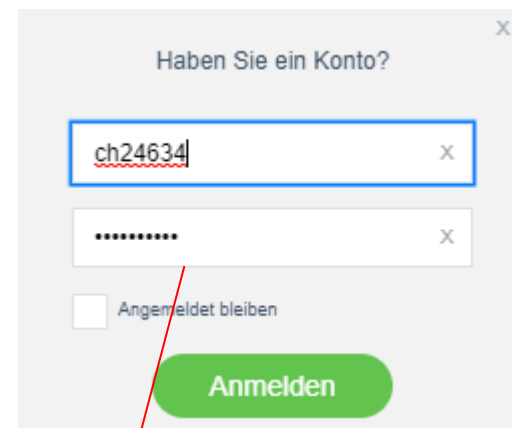 x
Haben Sie ein Konto?
ch24634 x
•••••••••• x
Angemeldet bleiben
Anmelden